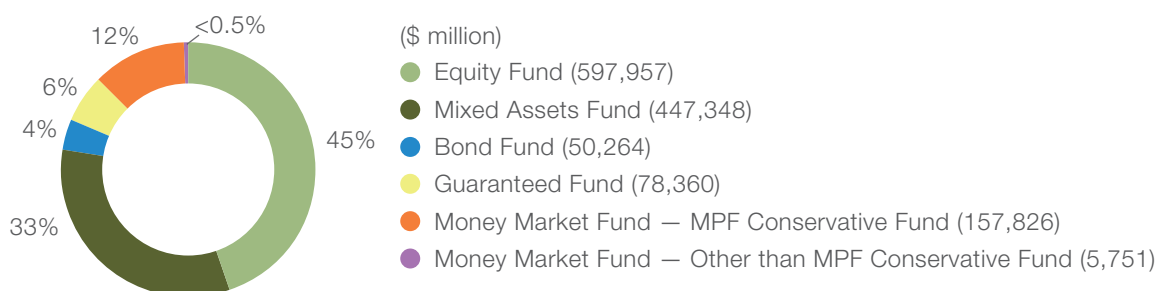 <0.5%
12%
6%
4%
33%
45%
($ million)
Equity Fund (597,957)
Mixed Assets Fund (447,348)
Bond Fund (50,264)
Guaranteed Fund (78,360)
Money Market Fund — MPF Conservative Fund (157,826)
Money Market Fund — Other than MPF Conservative Fund (5,751)